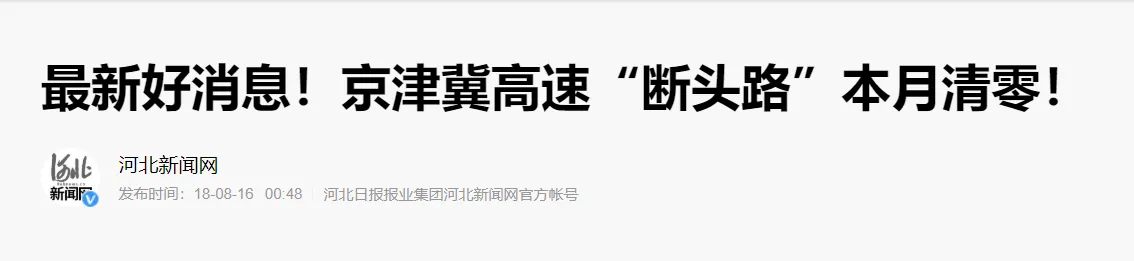 最新好消息！京津冀高速“断头路”本月清零！
河北
新闻网
河北新闻网
发布时间：18-08-16 00:48 河北日报报业集团河北新闻网官方帐号